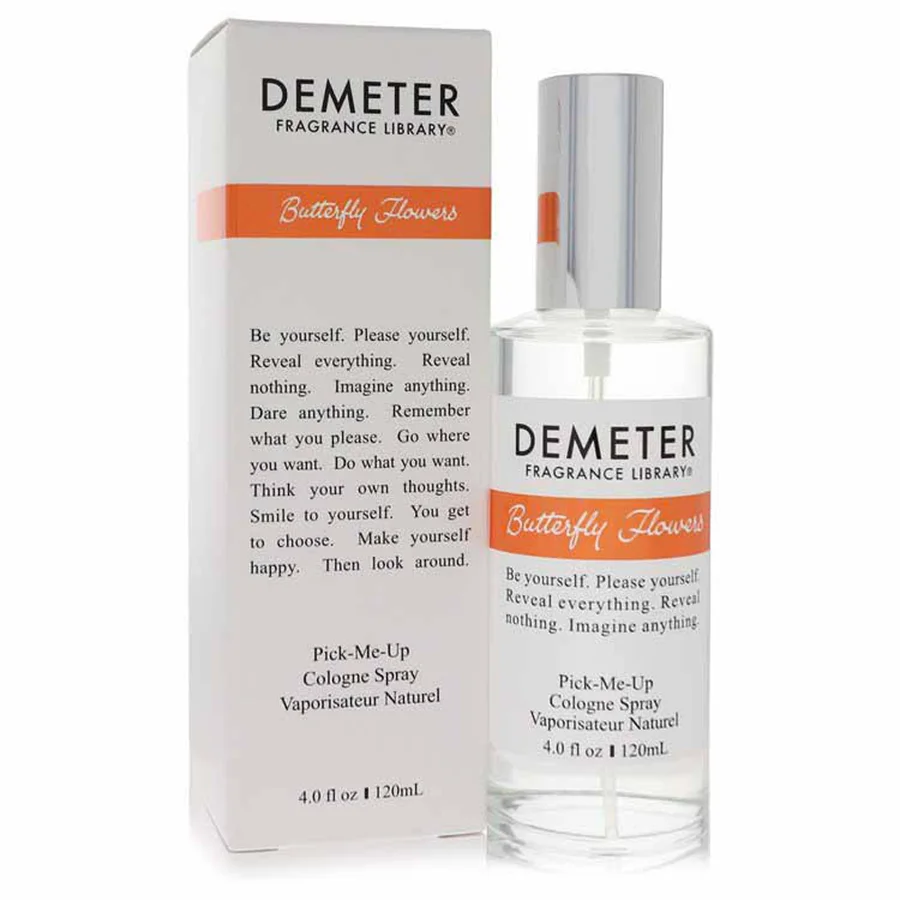 DEMETER
FRAGRANCE LIBRARY®
Butterfly Flowers
Be yourself. Please yourself.
Reveal everything. Reveal
nothing. Imagine anything.
Dare anything. Remember
what you please. Go where
you want. Do what you want.
Think your own thoughts.
Smile to yourself. You get
to choose. Make yourself
happy. Then look around.
Pick-Me-Up
Cologne Spray
Vaporisateur Naturel
4.0 fl oz ▮ 120mL
DEMETER
FRAGRANCE LIBRARY®
Butterfly Flowers
Be yourself. Please yourself.
Reveal everything. Reveal
nothing. Imagine anything.
Pick-Me-Up
Cologne Spray
Vaporisateur Naturel
4.0 fl oz ▮ 120mL